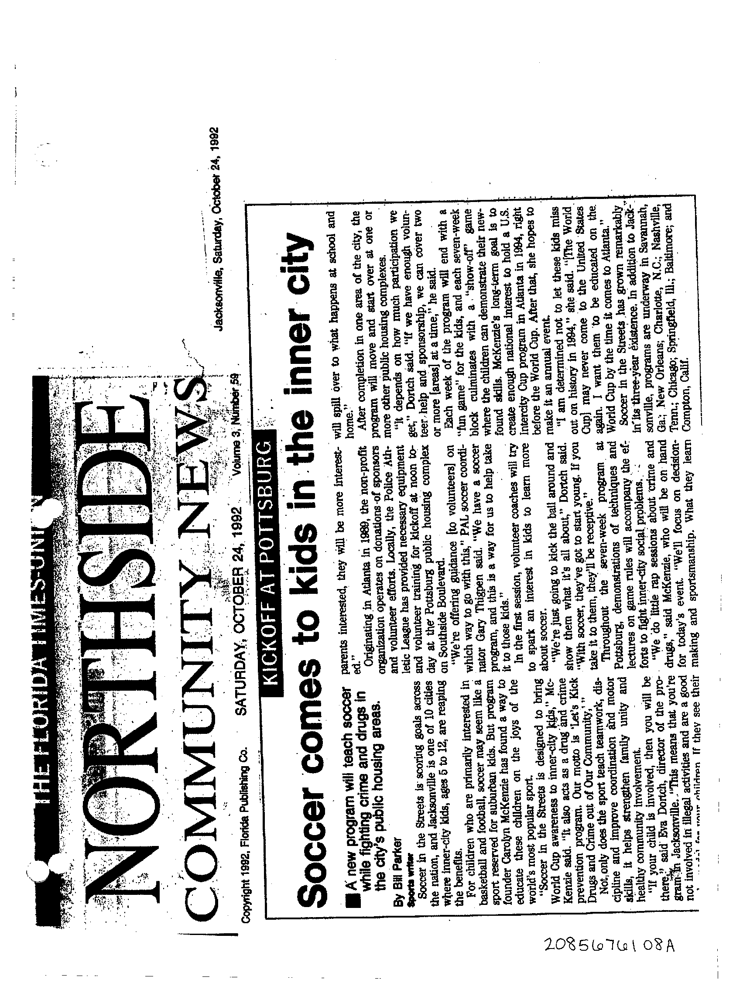 THE FLORIDA TIMES-UNION
NORTHSIDE
COMMUNITY NEWS
Jacksonville, Saturday, October 24, 1992
Copyright 1992, Florida Publishing Co.    SATURDAY, OCTOBER 24, 1992    Volume 3, Number 59
KICKOFF AT POTTSBURG
Soccer comes to kids in the inner city
■ A new program will teach soccer
while fighting crime and drugs in
the city's public housing areas.
By Bill Parker
Sports writer
Soccer in the Streets is scoring goals across
the nation, and Jacksonville is one of 10 cities
where inner-city kids, ages 5 to 12, are reaping
the benefits.
For children who are primarily interested in
basketball and football, soccer may seem like a
sport reserved for suburban kids. But program
founder Carolyn McKenzie has found a way to
educate these children on the joys of the
world's most popular sport.
"Soccer in the Streets is designed to bring
World Cup awareness to inner-city kids," Mc-
Kenzie said. "It also acts as a drug and crime
prevention program. Our motto is 'Let's Kick
Drugs and Crime out of Our Community.'"
Not only does the sport teach teamwork, dis-
cipline and improve coordination and motor
skills, it helps strengthen family unity and
healthy community involvement.
"If your child is involved, then you will be
there," said Eva Dortch, director of the pro-
gram in Jacksonville. "This means that you're
not involved in illegal activities and are a good
children. If they see their
parents interested, they will be more interest-
ed."
Originating in Atlanta in 1989, the non-profit
organization operates on donations of sponsors
and volunteer efforts. Locally, the Police Ath-
letic League has provided necessary equipment
and volunteer training for kickoff at noon to-
day at the Pottsburg public housing complex
on Southside Boulevard.
"We're offering guidance [to volunteers] on
which way to go with this," PAL soccer coordi-
nator Gary Thigpen said. "We have a soccer
program, and this is a way for us to help take
it to those kids."
In the first session, volunteer coaches will try
to spark an interest in kids to learn more
about soccer.
"We're just going to kick the ball around and
show them what it's all about," Dortch said.
"With soccer, they've got to start young. If you
take it to them, they'll be receptive."
Throughout the seven-week program at
Pottsburg, demonstrations of techniques and
lectures on game rules will accompany the ef-
forts to fight inner-city social problems.
"We do little rap sessions about crime and
drugs," said McKenzie, who will be on hand
for today's event. "We'll focus on decision-
making and sportsmanship. What they learn
will spill over to what happens at school and
home."
After completion in one area of the city, the
program will move and start over at one or
more other public housing complexes.
"It depends on how much participation we
get," Dortch said. "If we have enough volun-
teer help and sponsorship, we can cover two
or more [areas] at a time," he said.
Each week of the program will end with a
"fun game" for the kids, and each seven-week
block culminates with a "show-off" game
where the children can demonstrate their new-
found skills. McKenzie's long-term goal is to
create enough national interest to hold a U.S.
intercity Cup program in Atlanta in 1994, right
before the World Cup. After that, she hopes to
make it an annual event.
"I am determined not to let these kids miss
out on history in 1994," she said. "[The World
Cup] may never come to the United States
again. I want them to be educated on the
World Cup by the time it comes to Atlanta."
Soccer in the Streets has grown remarkably
in its three-year existence. In addition to Jack-
sonville, programs are underway in Savannah,
Ga.; New Orleans; Charlotte, N.C.; Nashville,
Tenn.; Chicago; Springfield, Ill.; Baltimore; and
Compton, Calif.
2085676108A